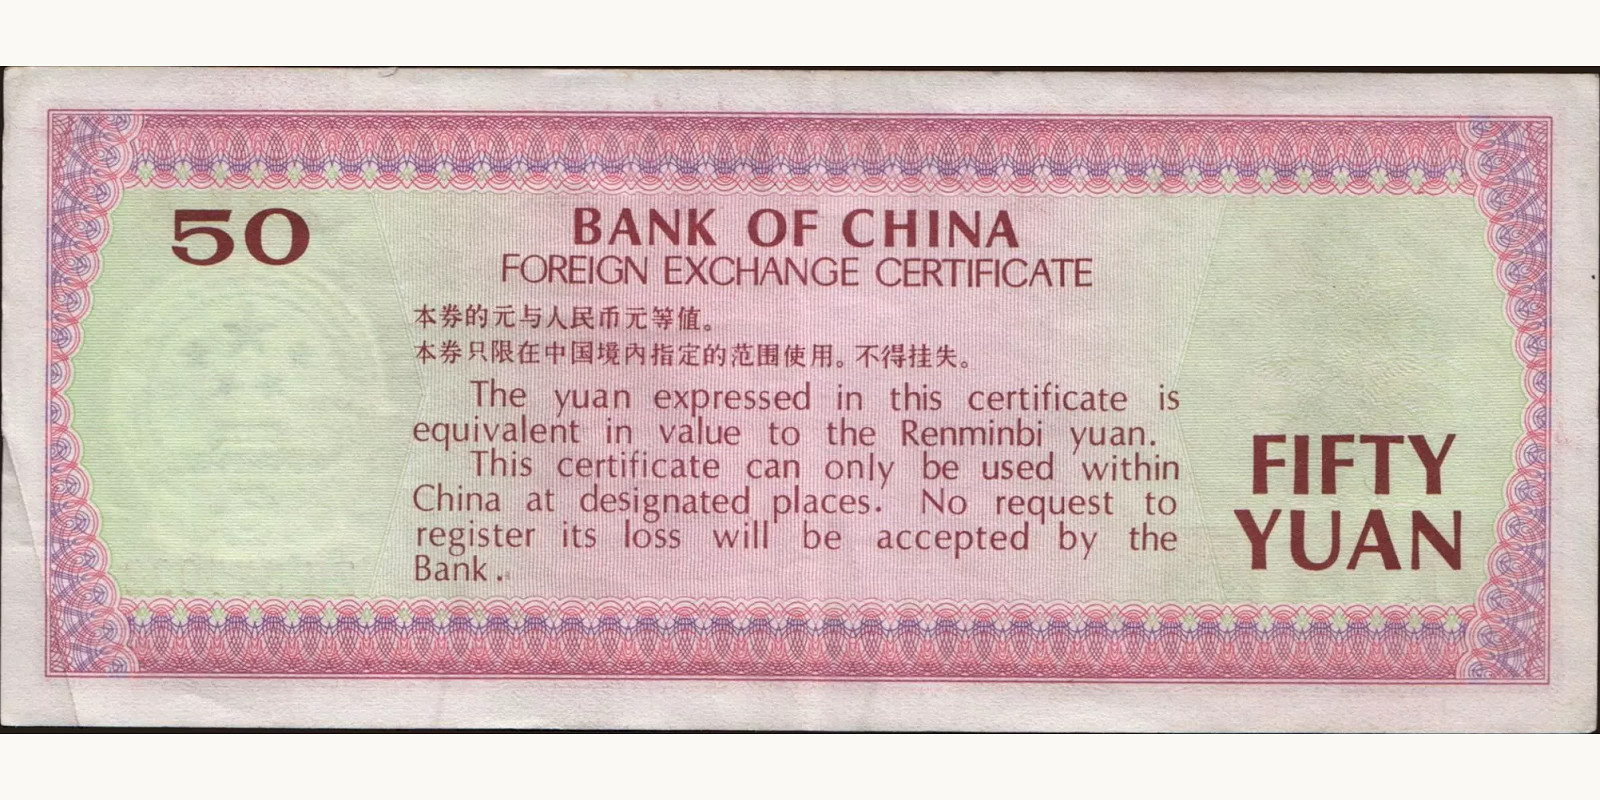 50
BANK OF CHINA
FOREIGN EXCHANGE CERTIFICATE
本券的元与人民币元等值。
本券只限在中国境内指定的范围使用。不得挂失。
The yuan expressed in this certificate is
equivalent in value to the Renminbi yuan.
This certificate can only be used within
China at designated places. No request to
register its loss will be accepted by the
Bank.
FIFTY
YUAN